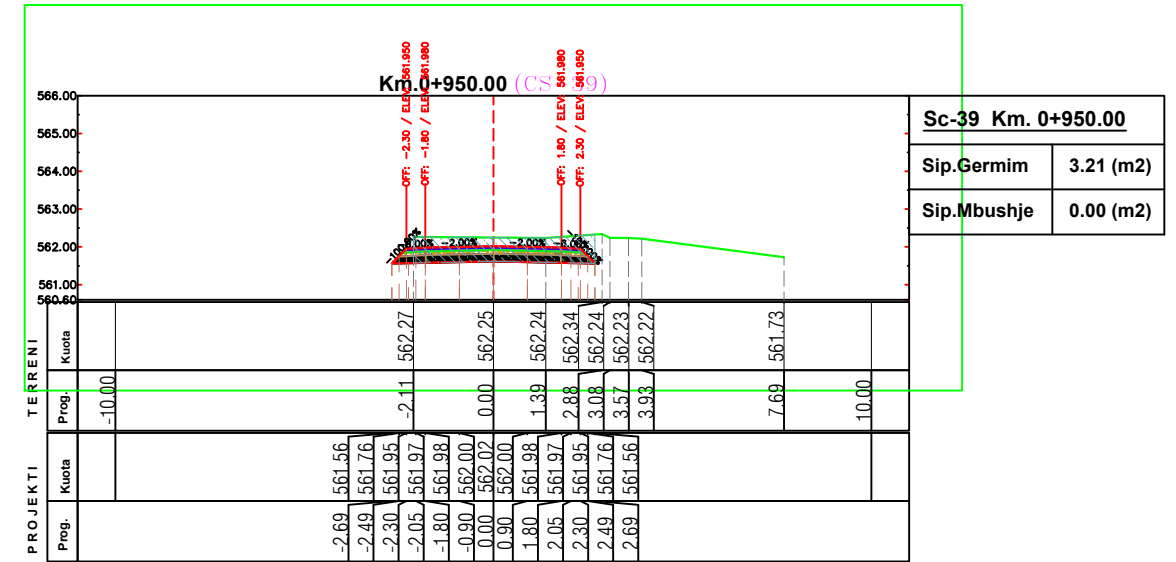 Km.0+950.00 (CS-39)
OFF: -2.30 / ELEV: 561.950
OFF: -1.80 / ELEV: 561.980
OFF: 1.80 / ELEV: 561.980
OFF: 2.30 / ELEV: 561.950
566.00
565.00
564.00
563.00
562.00
561.00
560.60
-2.00% -2.00%
Sc-39 Km. 0+950.00
Sip.Germim 3.21 (m2)
Sip.Mbushje 0.00 (m2)
TERRENI
Kuota 562.27 562.25 562.24 562.34 562.24 562.23 562.22 561.73
Prog. -10.00 -2.11 0.00 1.39 2.88 3.08 3.57 3.93 7.69 10.00
PROJEKTI
Kuota 561.56 561.76 561.95 561.97 561.98 562.00 562.02 562.00 561.98 561.97 561.95 561.76 561.56
Prog. -2.69 -2.49 -2.30 -2.05 -1.80 -0.90 0.00 0.90 1.80 2.05 2.30 2.49 2.69